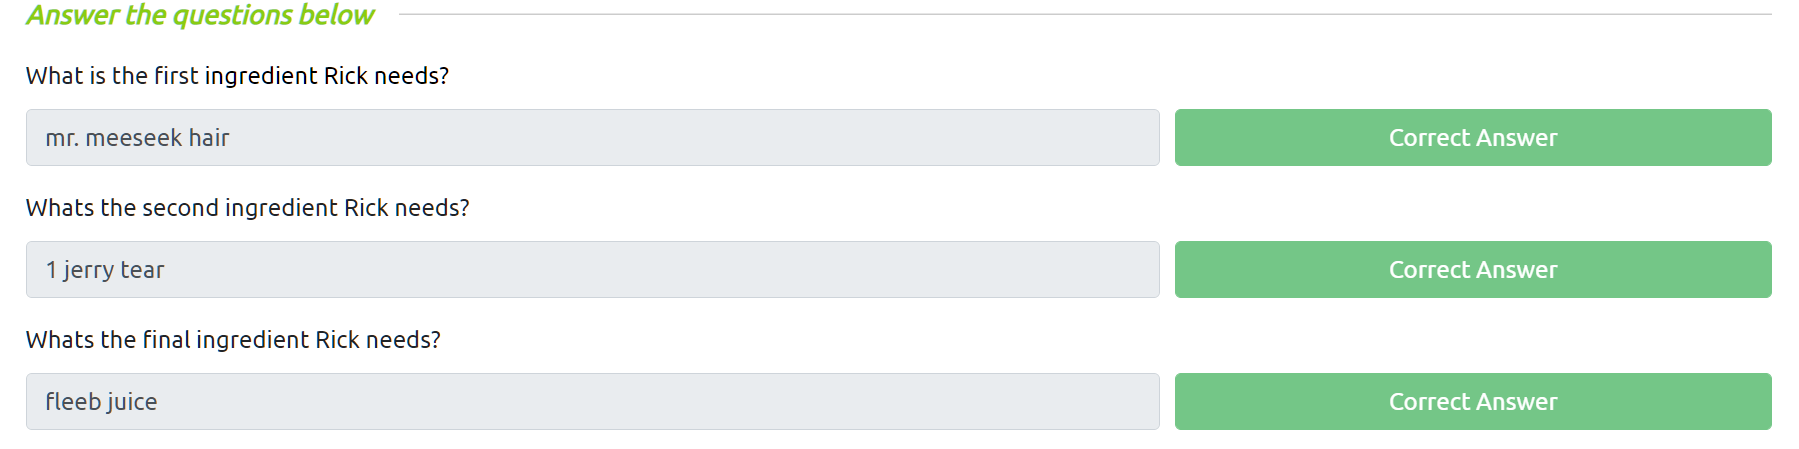 Answer the questions below
What is the first ingredient Rick needs?
mr. meeseek hair
Correct Answer
Whats the second ingredient Rick needs?
1 jerry tear
Correct Answer
Whats the final ingredient Rick needs?
fleeb juice
Correct Answer